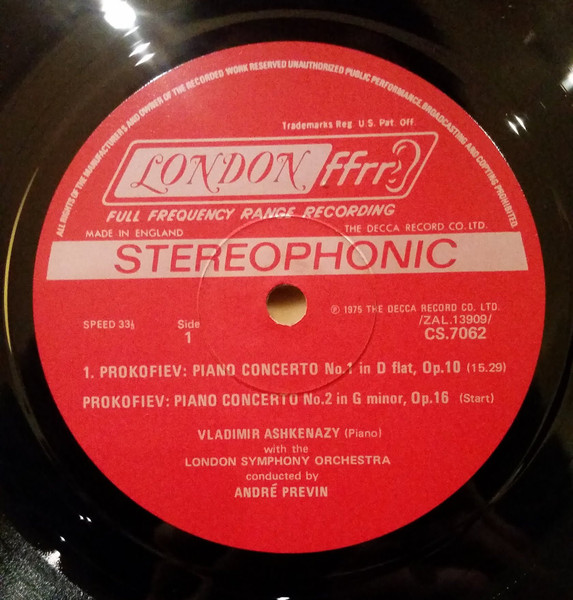 ALL RIGHTS OF THE MANUFACTURERS AND OWNER OF THE RECORDED WORK RESERVED UNAUTHORIZED PUBLIC PERFORMANCE, BROADCASTING AND COPYING PROHIBITED.
Trademarks Reg. U.S. Pat. Off.
LONDON ffrr
FULL FREQUENCY RANGE RECORDING
MADE IN ENGLAND THE DECCA RECORD CO. LTD.
STEREOPHONIC
℗ 1975 THE DECCA RECORD CO. LTD.
SPEED 33⅓ Side /ZAL.13909/
1 CS.7062
1. PROKOFIEV: PIANO CONCERTO No.1 in D flat, Op.10 (15.29)
PROKOFIEV: PIANO CONCERTO No.2 in G minor, Op.16 (Start)
VLADIMIR ASHKENAZY (Piano)
with the
LONDON SYMPHONY ORCHESTRA
conducted by
ANDRÉ PREVIN